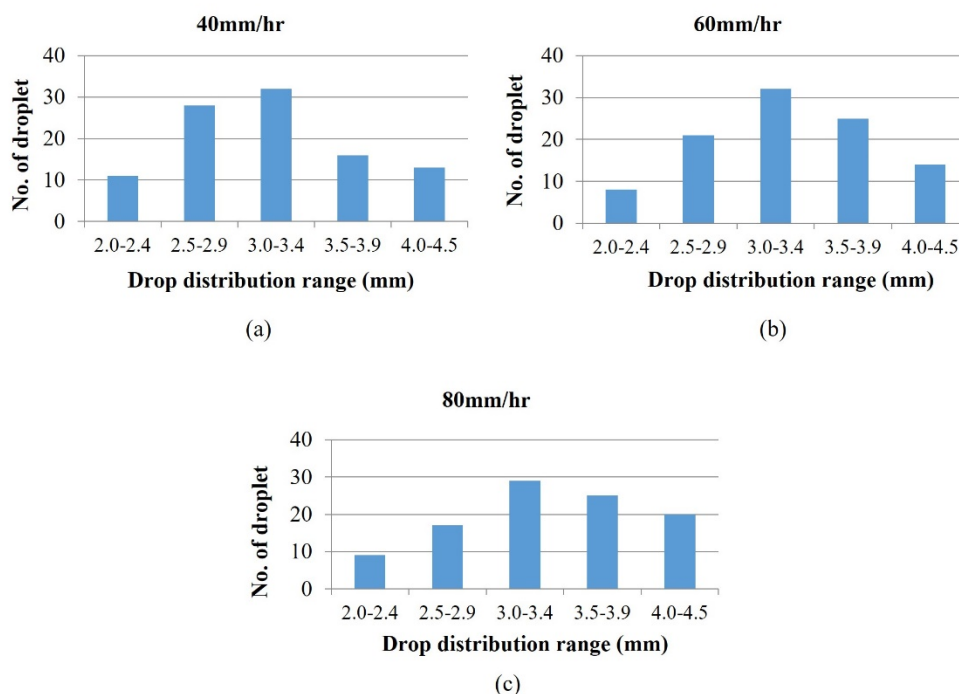 40mm/hr
No. of droplet
40
30
20
10
0
2.0-2.4 2.5-2.9 3.0-3.4 3.5-3.9 4.0-4.5
Drop distribution range (mm)
(a)
60mm/hr
No. of droplet
40
30
20
10
0
2.0-2.4 2.5-2.9 3.0-3.4 3.5-3.9 4.0-4.5
Drop distribution range (mm)
(b)
80mm/hr
No. of droplet
40
30
20
10
0
2.0-2.4 2.5-2.9 3.0-3.4 3.5-3.9 4.0-4.5
Drop distribution range (mm)
(c)